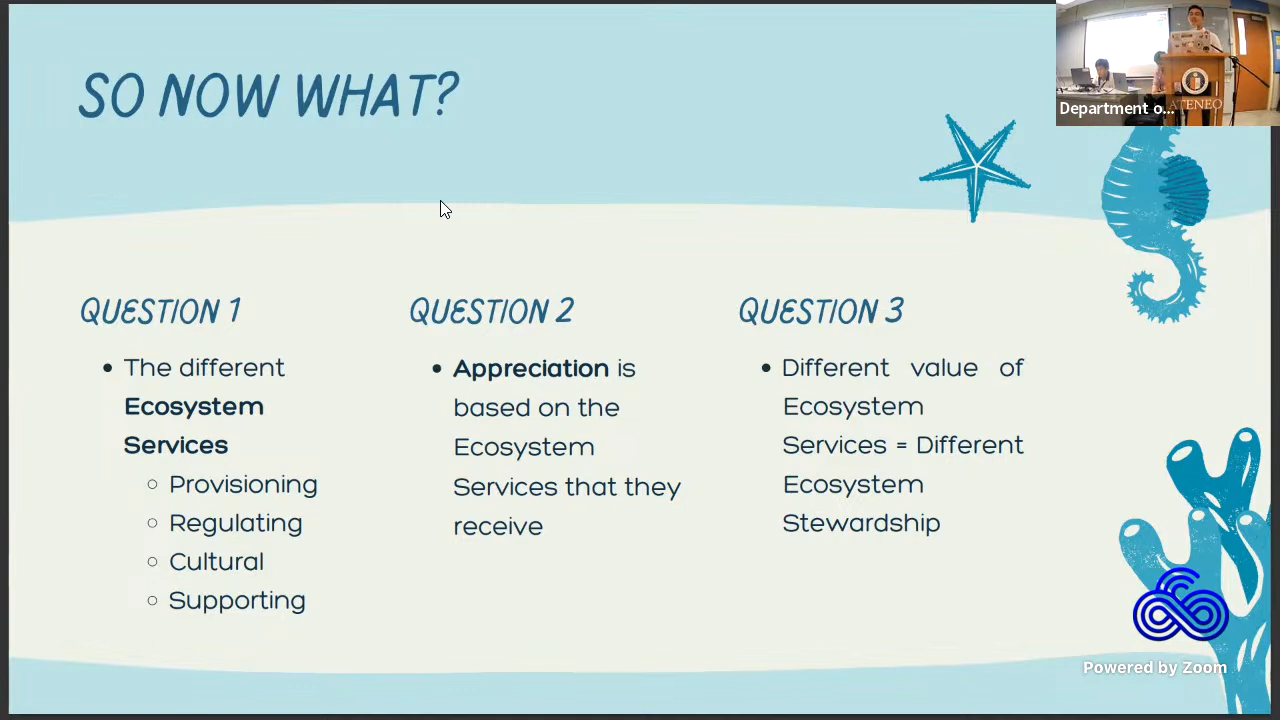 SO NOW WHAT?
Department o...
ATENEO
QUESTION 1
The different
Ecosystem
Services
Provisioning
Regulating
Cultural
Supporting
QUESTION 2
Appreciation is
based on the
Ecosystem
Services that they
receive
QUESTION 3
Different value of
Ecosystem
Services = Different
Ecosystem
Stewardship
Powered by Zoom